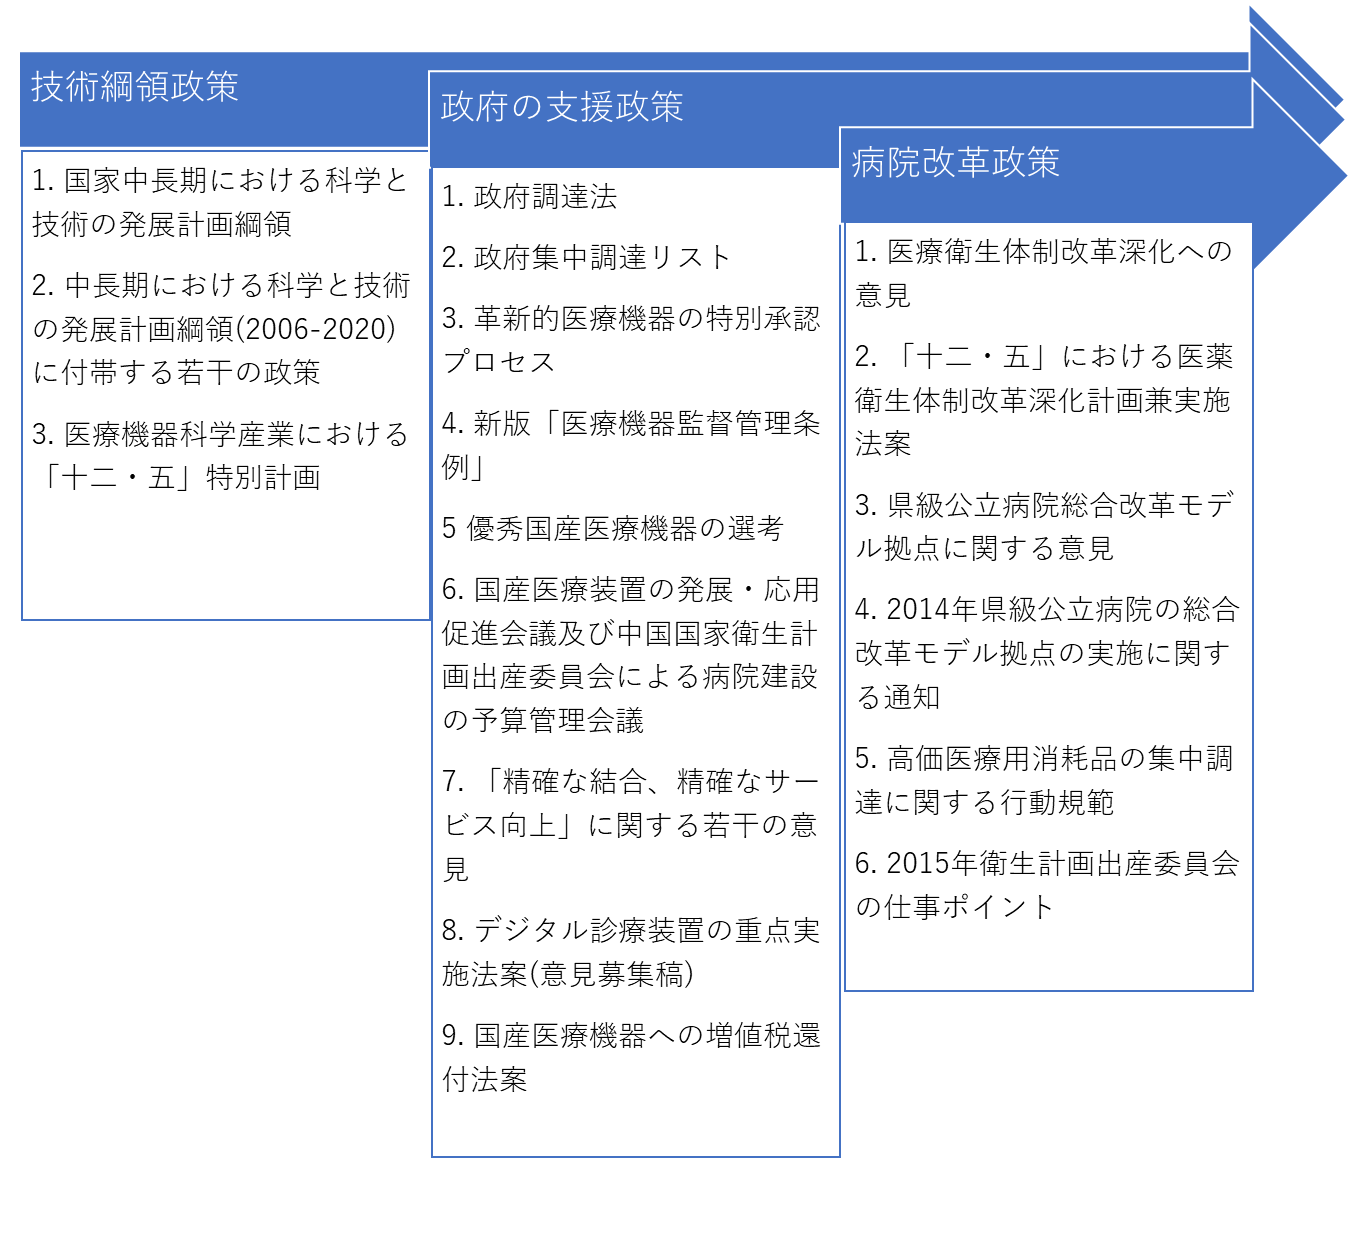 技術綱領政策
1. 国家中長期における科学と
技術の発展計画綱領
2. 中長期における科学と技術
の発展計画綱領(2006-2020)
に付帯する若干の政策
3. 医療機器科学産業における
「十二・五」特別計画
政府の支援政策
1. 政府調達法
2. 政府集中調達リスト
3. 革新的医療機器の特別承認
プロセス
4. 新版「医療機器監督管理条
例」
5 優秀国産医療機器の選考
6. 国産医療装置の発展・応用
促進会議及び中国国家衛生計
画出産委員会による病院建設
の予算管理会議
7. 「精確な結合、精確なサー
ビス向上」に関する若干の意
見
8. デジタル診療装置の重点実
施法案(意見募集稿)
9. 国産医療機器への増値税還
付法案
病院改革政策
1. 医療衛生体制改革深化への
意見
2. 「十二・五」における医薬
衛生体制改革深化計画兼実施
法案
3. 県級公立病院総合改革モデ
ル拠点に関する意見
4. 2014年県級公立病院の総合
改革モデル拠点の実施に関す
る通知
5. 高価医療用消耗品の集中調
達に関する行動規範
6. 2015年衛生計画出産委員会
の仕事ポイント